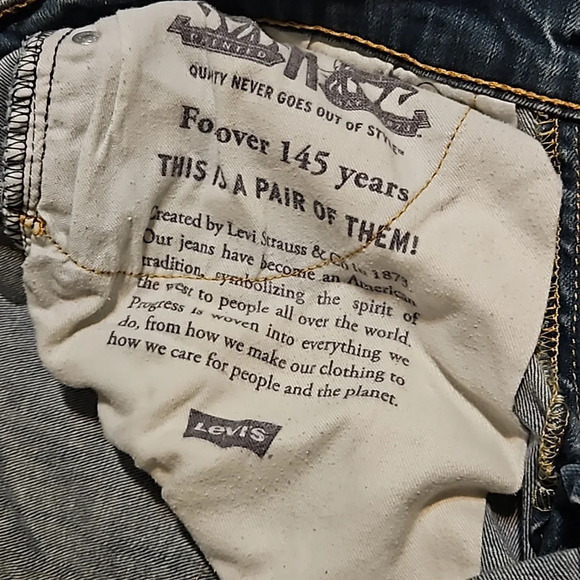 QUALITY NEVER GOES OUT OF STYLE™
For over 145 years
THIS IS A PAIR OF THEM!
Created by Levi Strauss & Co in 1873
Our jeans have become an American
tradition, symbolizing the spirit of
the west to people all over the world.
Progress is woven into everything we
do, from how we make our clothing to
how we care for people and the planet.
Levi's